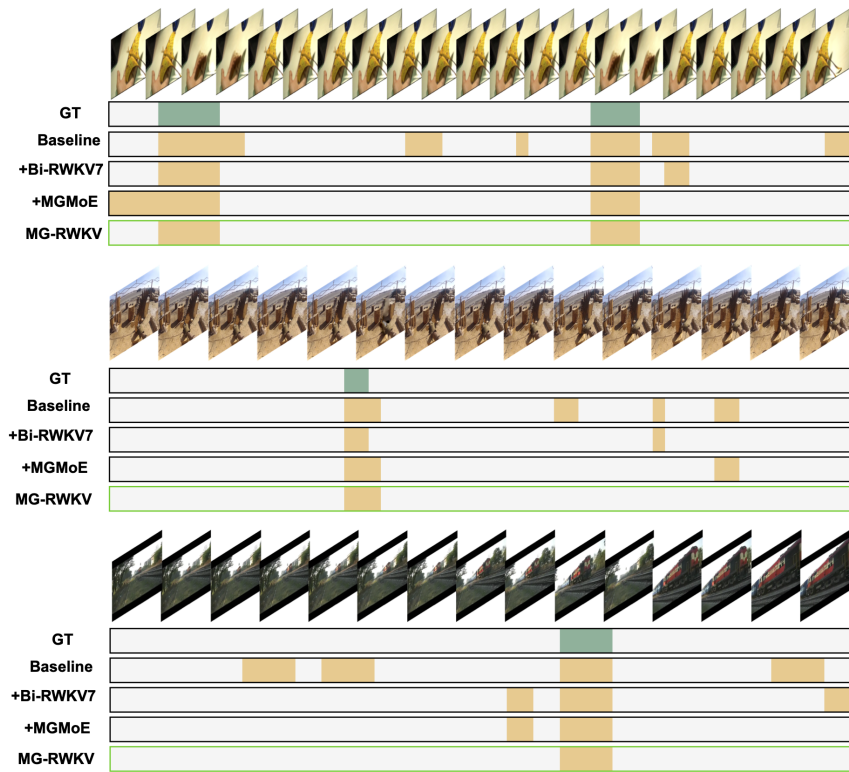 GT
Baseline
+Bi-RWKV7
+MGMoE
MG-RWKV
GT
Baseline
+Bi-RWKV7
+MGMoE
MG-RWKV
GT
Baseline
+Bi-RWKV7
+MGMoE
MG-RWKV